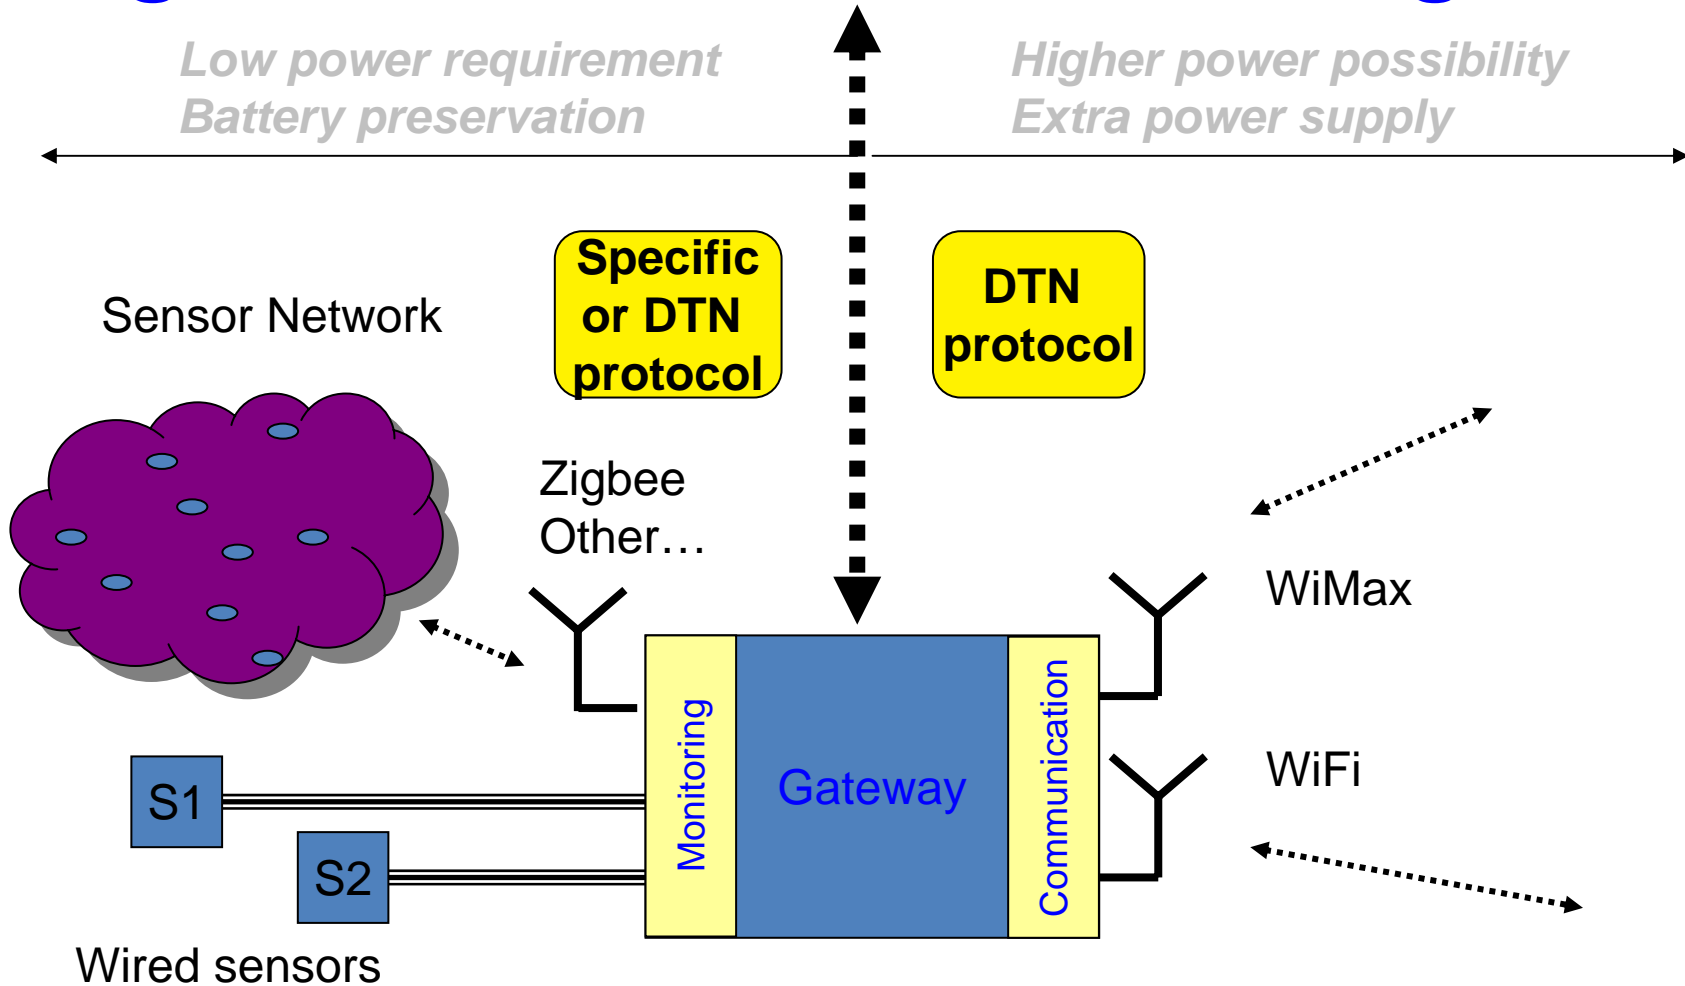 Low power requirement
Battery preservation
Higher power possibility
Extra power supply
Specific
or DTN
protocol
DTN
protocol
Sensor Network
Zigbee
Other…
WiMax
WiFi
Monitoring
Gateway
Communication
S1
S2
Wired sensors